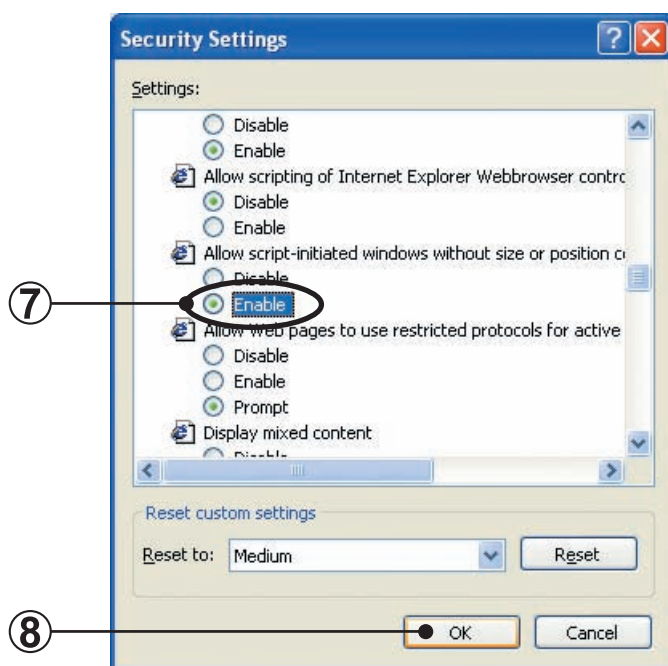 Security Settings
Settings:
Disable
Enable
Allow scripting of Internet Explorer Webbrowser contro
Disable
Enable
Allow script-initiated windows without size or position c
Disable
7
Enable
Allow Web pages to use restricted protocols for active
Disable
Enable
Prompt
Display mixed content
Disable
Reset custom settings
Reset to: Medium Reset
8
OK Cancel